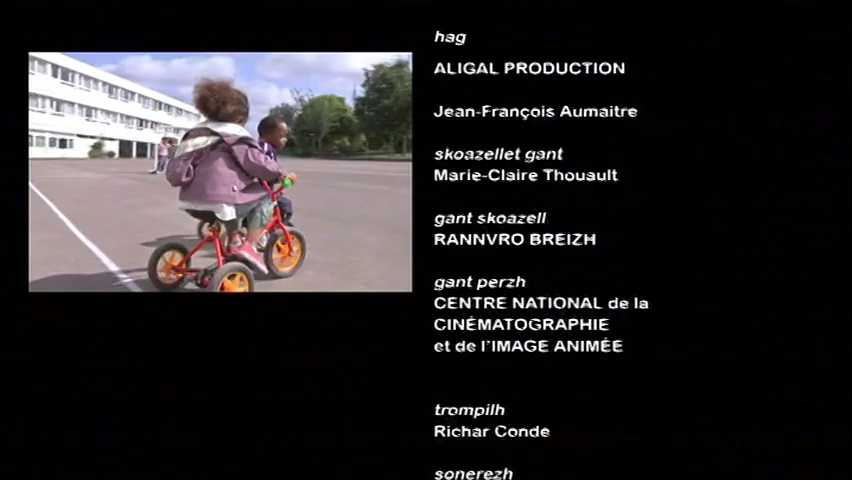 hag
ALIGAL PRODUCTION
Jean-François Aumaitre
skoazellet gant
Marie-Claire Thouault
gant skoazell
RANNVRO BREIZH
gant perzh
CENTRE NATIONAL de la
CINÉMATOGRAPHIE
et de l'IMAGE ANIMÉE
trompilh
Richar Conde
sonerezh